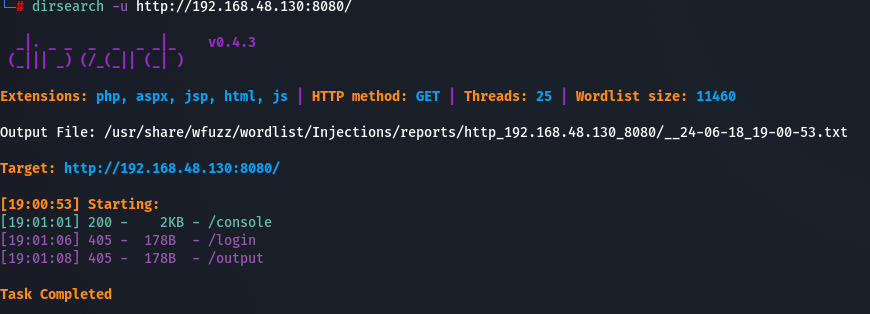 # dirsearch -u http://192.168.48.130:8080/
_|. _ _  _  _  _ _|_    v0.4.3
(_||| _) (/_(_|| (_| )
Extensions: php, aspx, jsp, html, js | HTTP method: GET | Threads: 25 | Wordlist size: 11460
Output File: /usr/share/wfuzz/wordlist/Injections/reports/http_192.168.48.130_8080/__24-06-18_19-00-53.txt
Target: http://192.168.48.130:8080/
[19:00:53] Starting:
[19:01:01] 200 -    2KB - /console
[19:01:06] 405 -  178B  - /login
[19:01:08] 405 -  178B  - /output
Task Completed